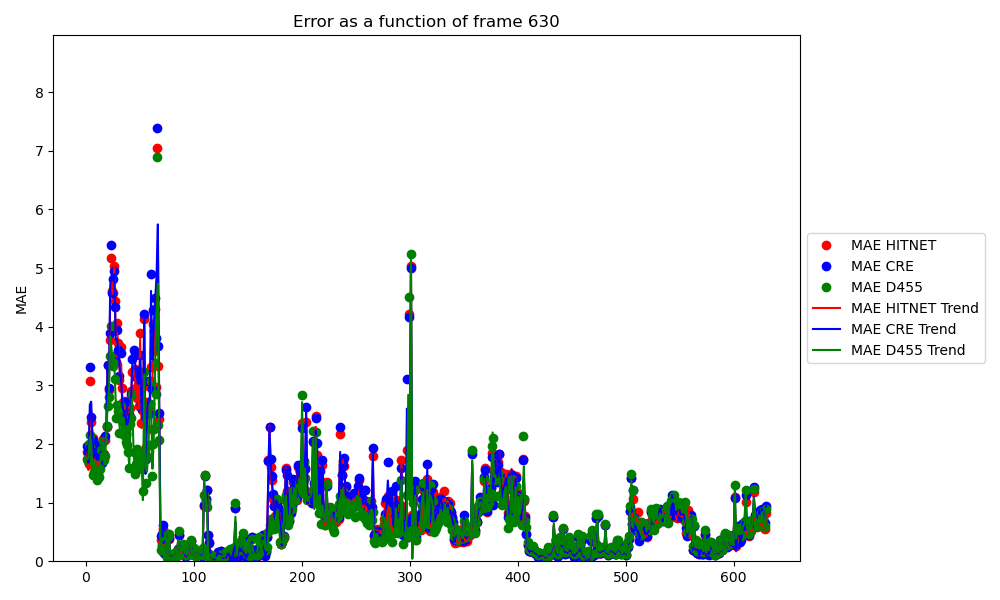 Error as a function of frame 630
MAE
8
7
6
5
4
3
2
1
0
0 100 200 300 400 500 600
MAE HITNET
MAE CRE
MAE D455
MAE HITNET Trend
MAE CRE Trend
MAE D455 Trend